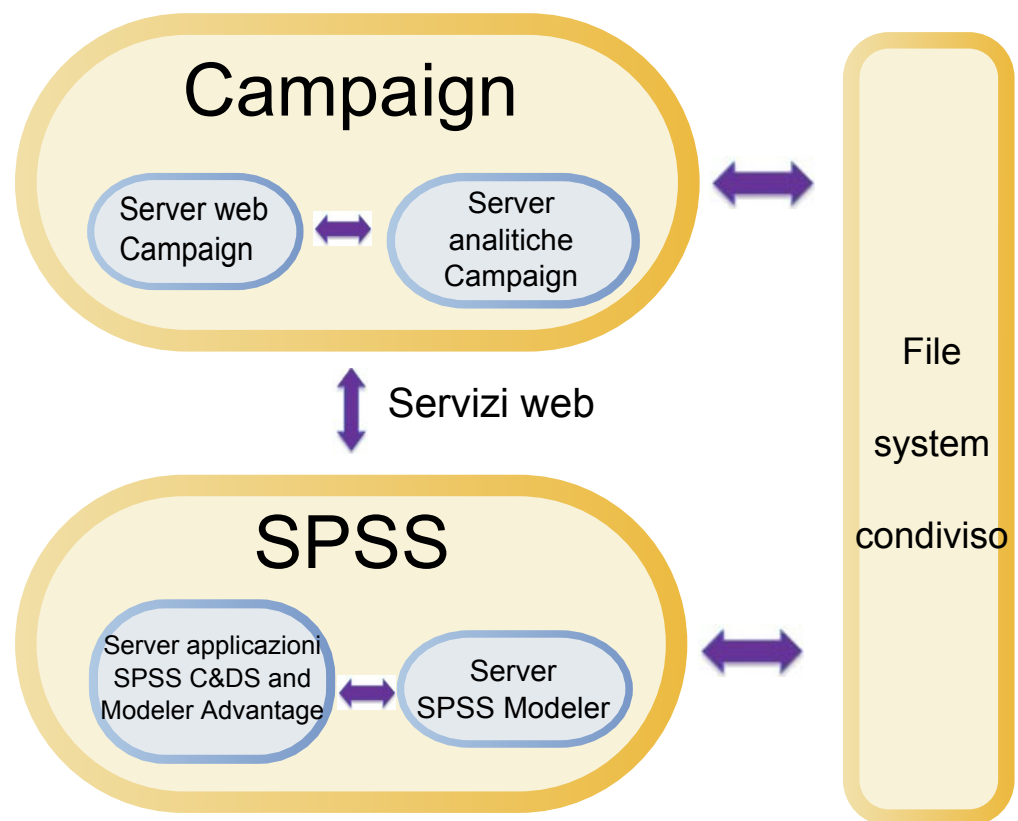 Campaign
Server web
Campaign
Server
analitiche
Campaign
Servizi web
SPSS
Server applicazioni
SPSS C&DS and
Modeler Advantage
Server
SPSS Modeler
File
system
condiviso